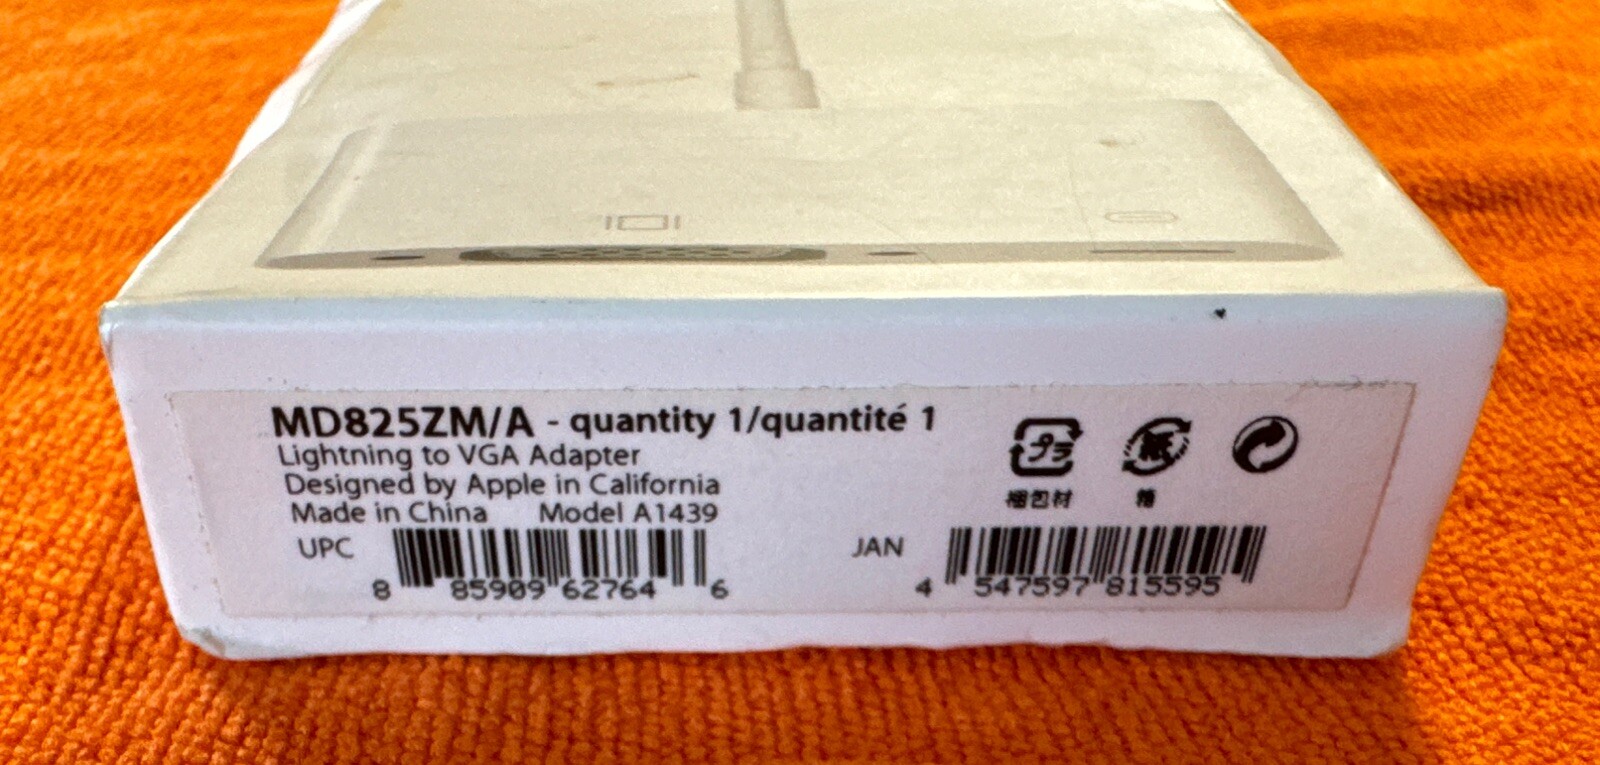 MD825ZM/A - quantity 1/quantité 1
Lightning to VGA Adapter
Designed by Apple in California
Made in China Model A1439
UPC
8 85909 62764 6
プラ
梱包材
紙
箱
JAN
4 547597 815595